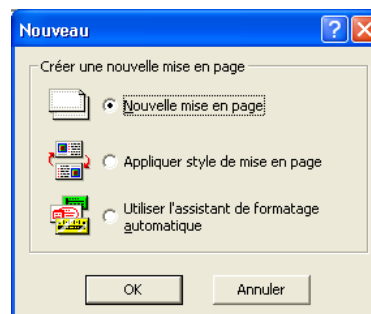 Nouveau
Créer une nouvelle mise en page
Nouvelle mise en page
Appliquer style de mise en page
Utiliser l'assistant de formatage
automatique
OK
Annuler